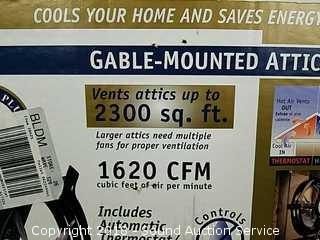 COOLS YOUR HOME AND SAVES ENERGY
GABLE-MOUNTED ATTIC
Vents attics up to
2300 sq. ft.
Larger attics need multiple
fans for proper ventilation
1620 CFM
cubic feet of air per minute
Includes
Automatic
Thermostat/
Controls
BLDM
Hot Air Vents
OUT
Cool Air
IN
THERMOSTAT
Sound Auction Service